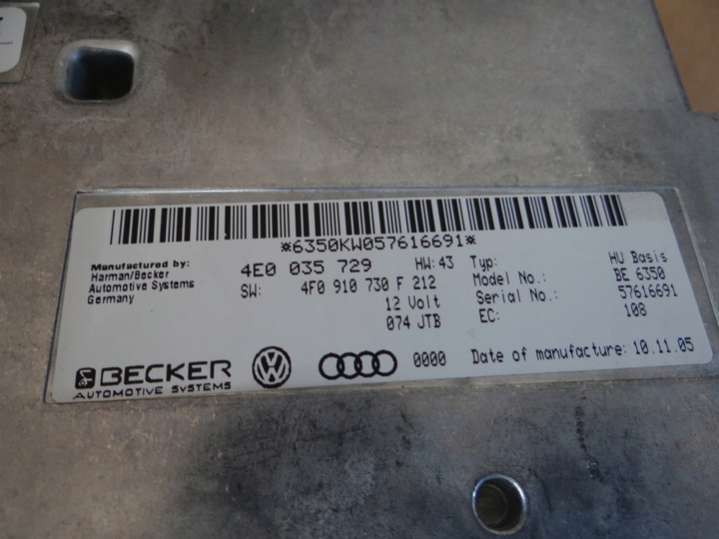 *6350KW057616691*
Manufactured by:
Harman/Becker
Automotive Systems
Germany
4E0 035 729 HW: 43
SW: 4F0 910 730 F 212
12 Volt
074 JTB
Typ: HU Basis
Model No.: BE 6350
Serial No.: 57616691
EC: 108
BECKER
AUTOMOTIVE SYSTEMS
0000 Date of manufacture: 10.11.05